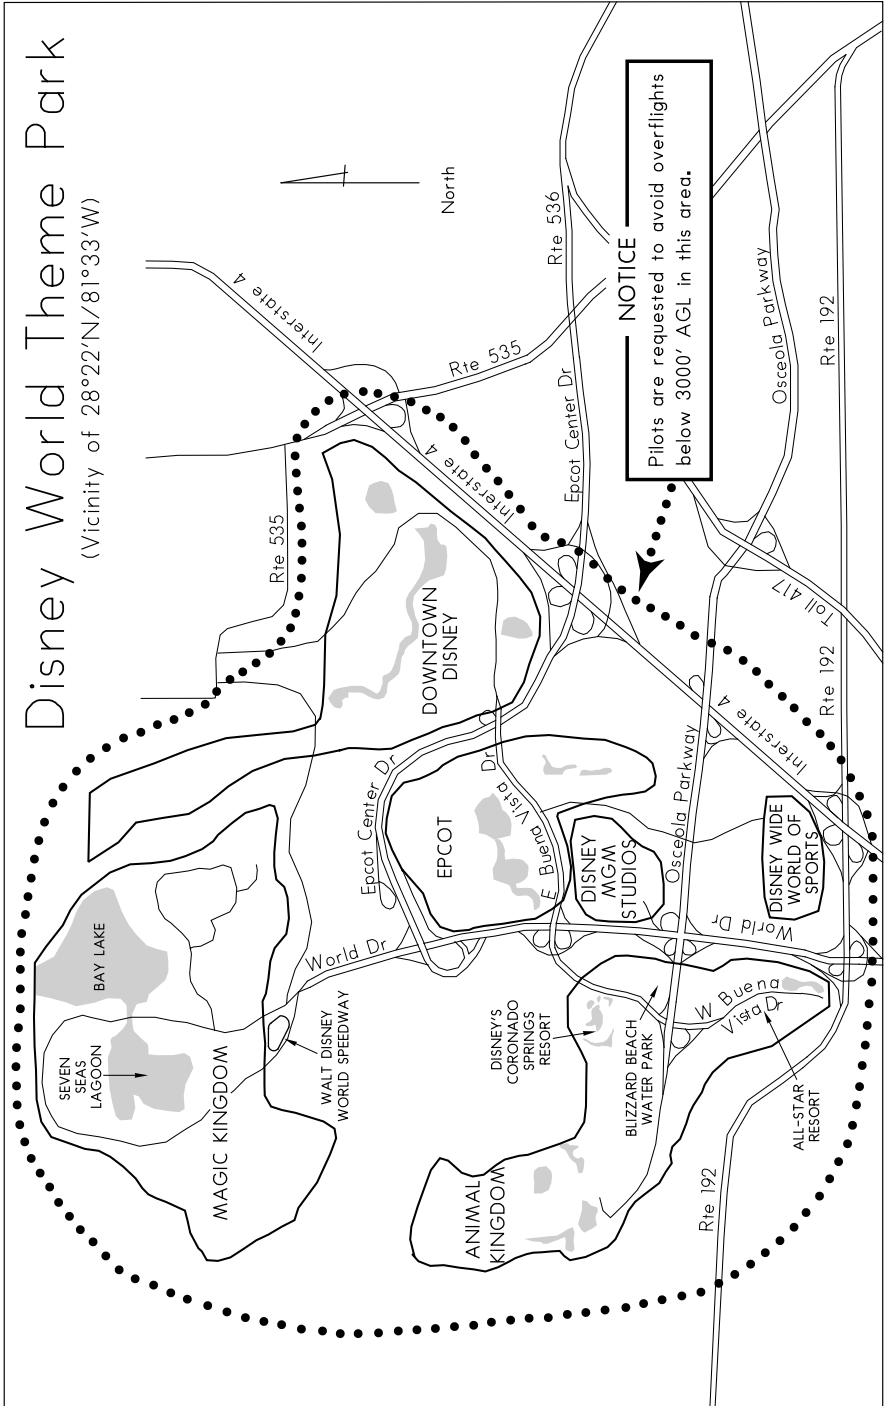 Disney World Theme Park
(Vicinity of 28°22'N/81°33'W)
North
Interstate 4
Rte 535
Rte 536
NOTICE
Pilots are requested to avoid overflights
below 3000' AGL in this area.
Osceola Parkway
Rte 192
Rte 535
Interstate 4
Epcot Center Dr
DOWNTOWN
DISNEY
Toll 417
Rte 192
Epcot Center Dr
EPCOT
E Buena Vista Dr
DISNEY
MGM
STUDIOS
Osceola Parkway
Interstate 4
DISNEY WIDE
WORLD OF
SPORTS
BAY LAKE
World Dr
World Dr
SEVEN
SEAS
LAGOON
MAGIC KINGDOM
WALT DISNEY
WORLD SPEEDWAY
DISNEY'S
CORONADO
SPRINGS
RESORT
BLIZZARD BEACH
WATER PARK
W Buena
Vista Dr
ALL-STAR
RESORT
ANIMAL
KINGDOM
Rte 192